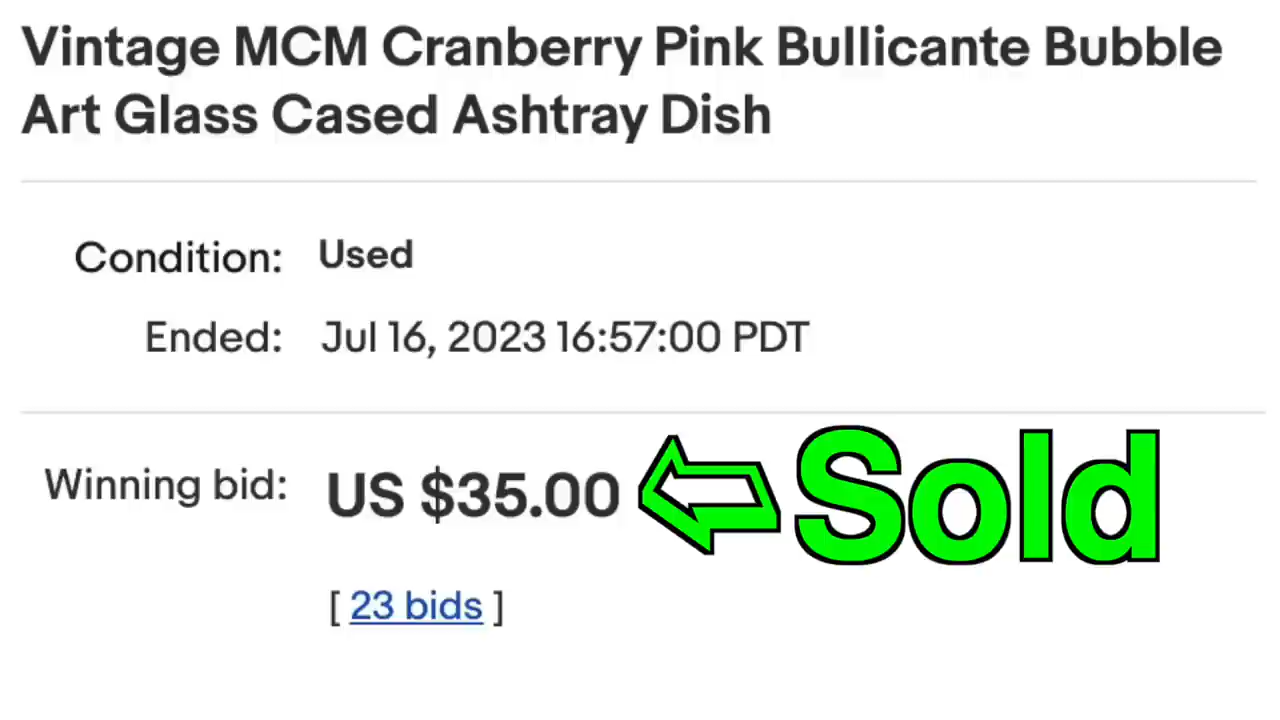 Vintage MCM Cranberry Pink Bullicante Bubble
Art Glass Cased Ashtray Dish
Condition: Used
Ended: Jul 16, 2023 16:57:00 PDT
Winning bid: US $35.00 Sold
[ 23 bids ]